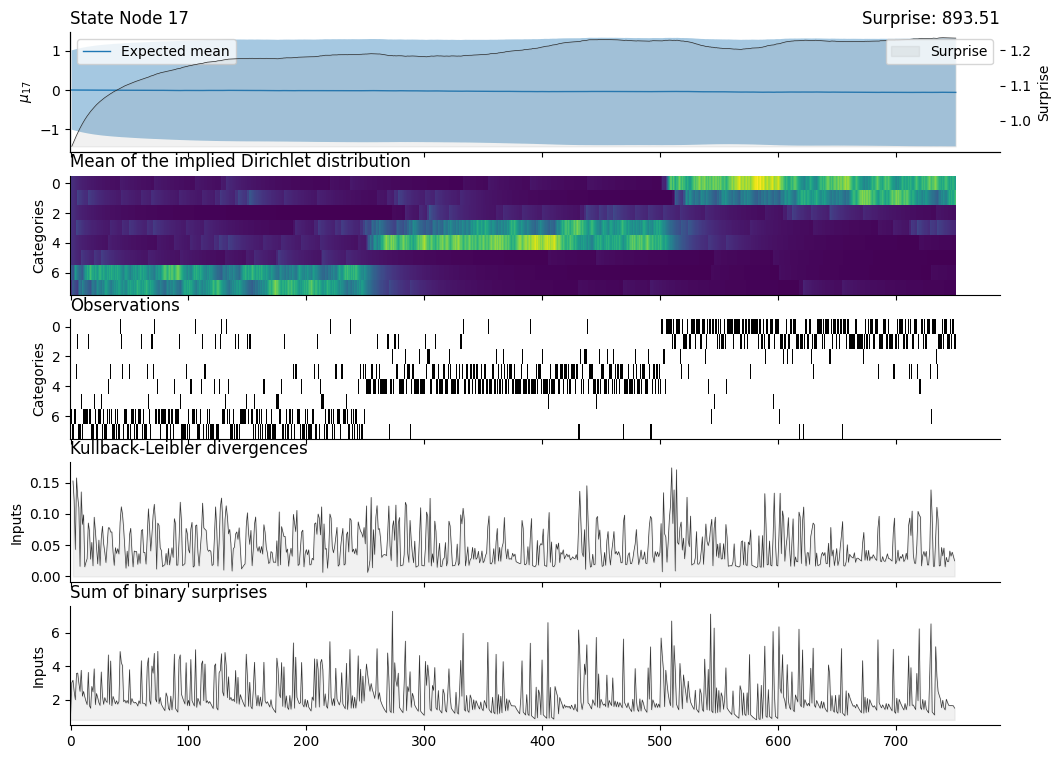 State Node 17 Surprise: 893.51
Expected mean
Surprise
1
0
−1
μ17
1.2
1.1
1.0
Surprise
Mean of the implied Dirichlet distribution
0
2
4
6
Categories
Observations
0
2
4
6
Categories
Kullback-Leibler divergences
0.15
0.10
0.05
0.00
Inputs
Sum of binary surprises
6
4
2
Inputs
0 100 200 300 400 500 600 700